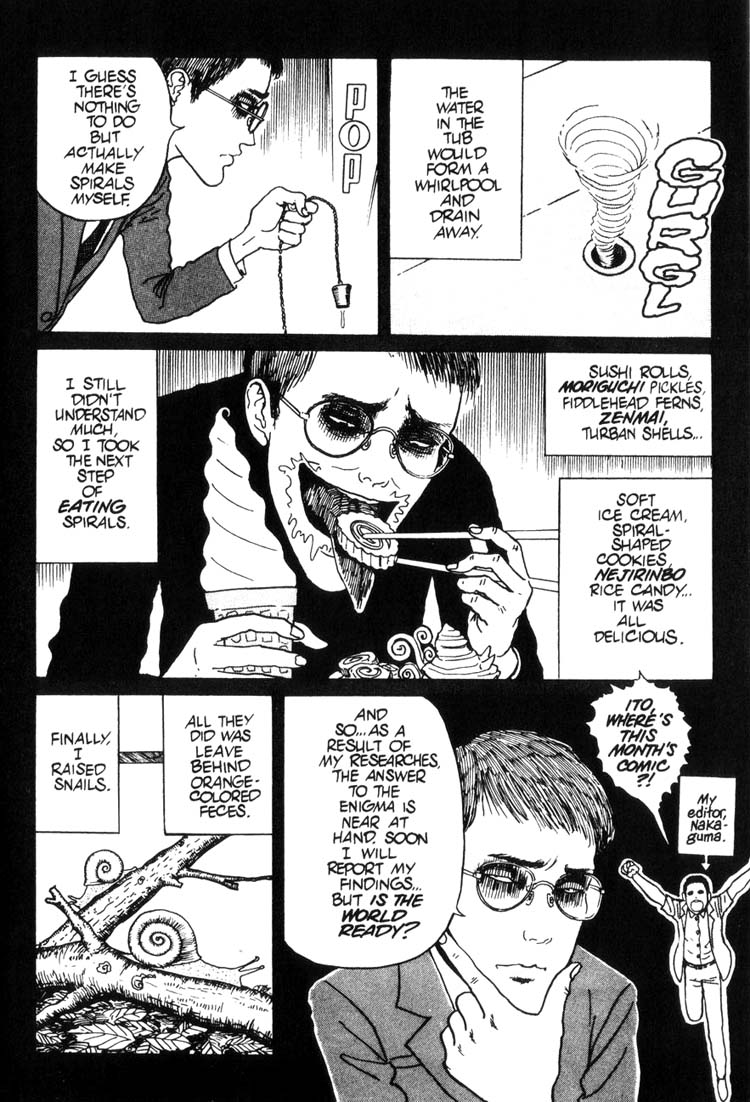 I GUESS
THERE'S
NOTHING
TO DO
BUT
ACTUALLY
MAKE
SPIRALS
MYSELF.
POP
THE
WATER
IN THE
TUB
WOULD
FORM A
WHIRLPOOL
AND
DRAIN
AWAY.
GURGL
I STILL
DIDN'T
UNDERSTAND
MUCH,
SO I TOOK
THE NEXT
STEP
OF
EATING
SPIRALS.
SUSHI ROLLS,
MORIGUCHI PICKLES,
FIDDLEHEAD FERNS,
ZENMAI,
TURBAN SHELLS...
SOFT
ICE CREAM,
SPIRAL-
SHAPED
COOKIES,
NEJIRINBO
RICE CANDY...
IT WAS
ALL
DELICIOUS.
FINALLY,
I
RAISED
SNAILS.
ALL THEY
DID WAS
LEAVE
BEHIND
ORANGE-
COLORED
FECES.
AND
SO...AS A
RESULT OF
MY RESEARCHES,
THE ANSWER
TO THE
ENIGMA IS
NEAR AT
HAND. SOON
I WILL
REPORT MY
FINDINGS...
BUT IS THE
WORLD
READY?
ITO,
WHERE'S
THIS
MONTH'S
COMIC
?!
My
editor,
Naka-
guma.